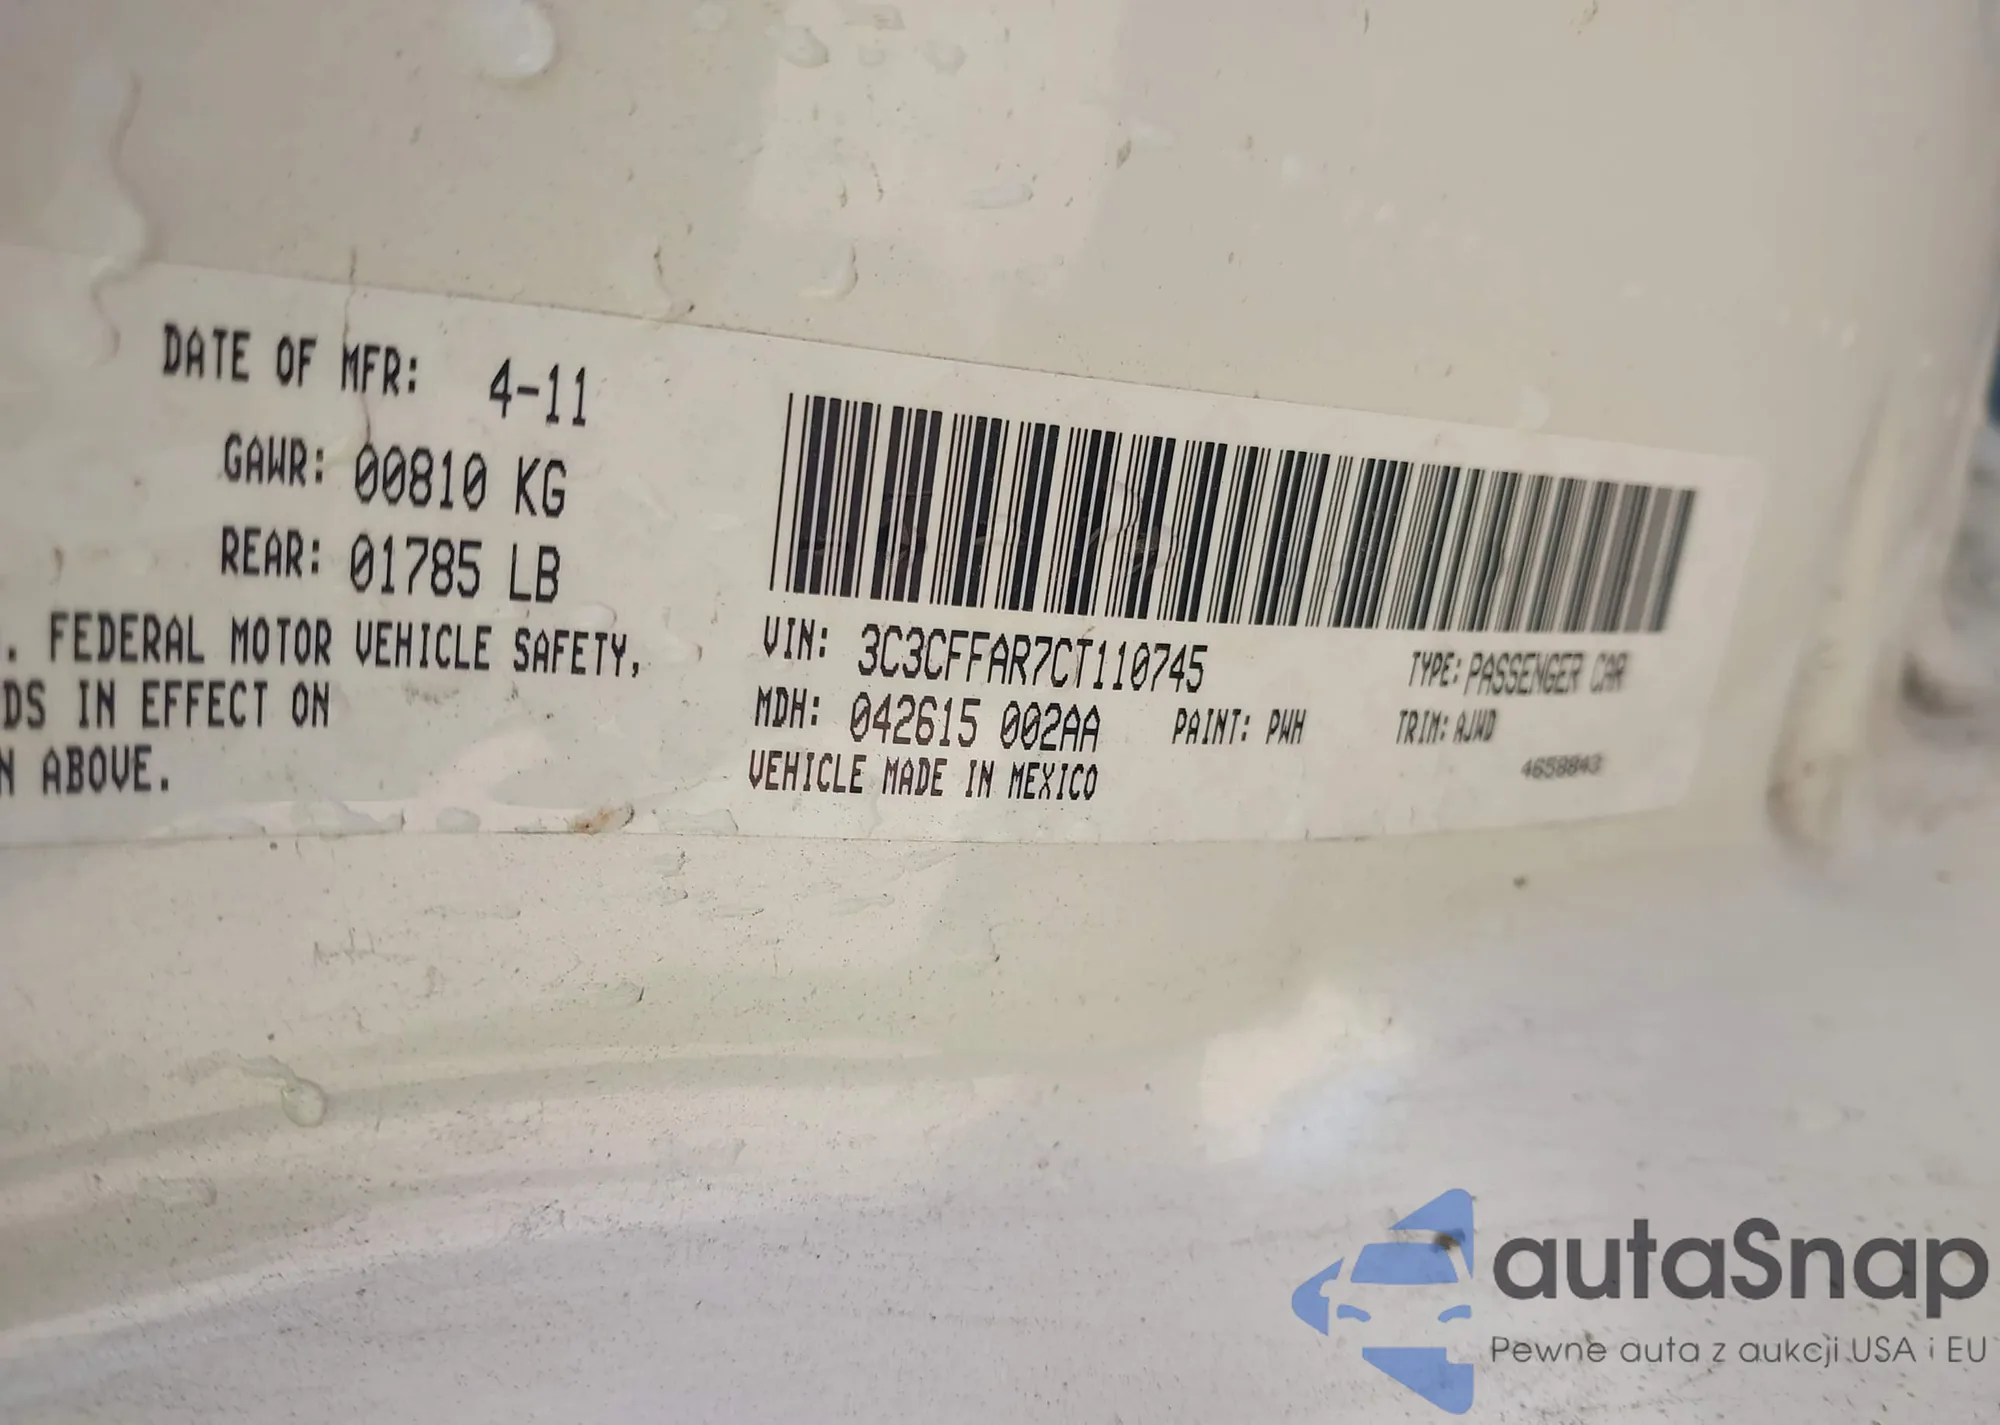 DATE OF MFR: 4-11
GAWR: 00810 KG
REAR: 01785 LB
. FEDERAL MOTOR VEHICLE SAFETY,
DS IN EFFECT ON
N ABOVE.
VIN: 3C3CFFAR7CT110745 TYPE: PASSENGER CAR
MDH: 042615 002AA PAINT: PWH TRIM: AJWD
VEHICLE MADE IN MEXICO 4658843
autaSnap
Pewne auta z aukcji USA i EU